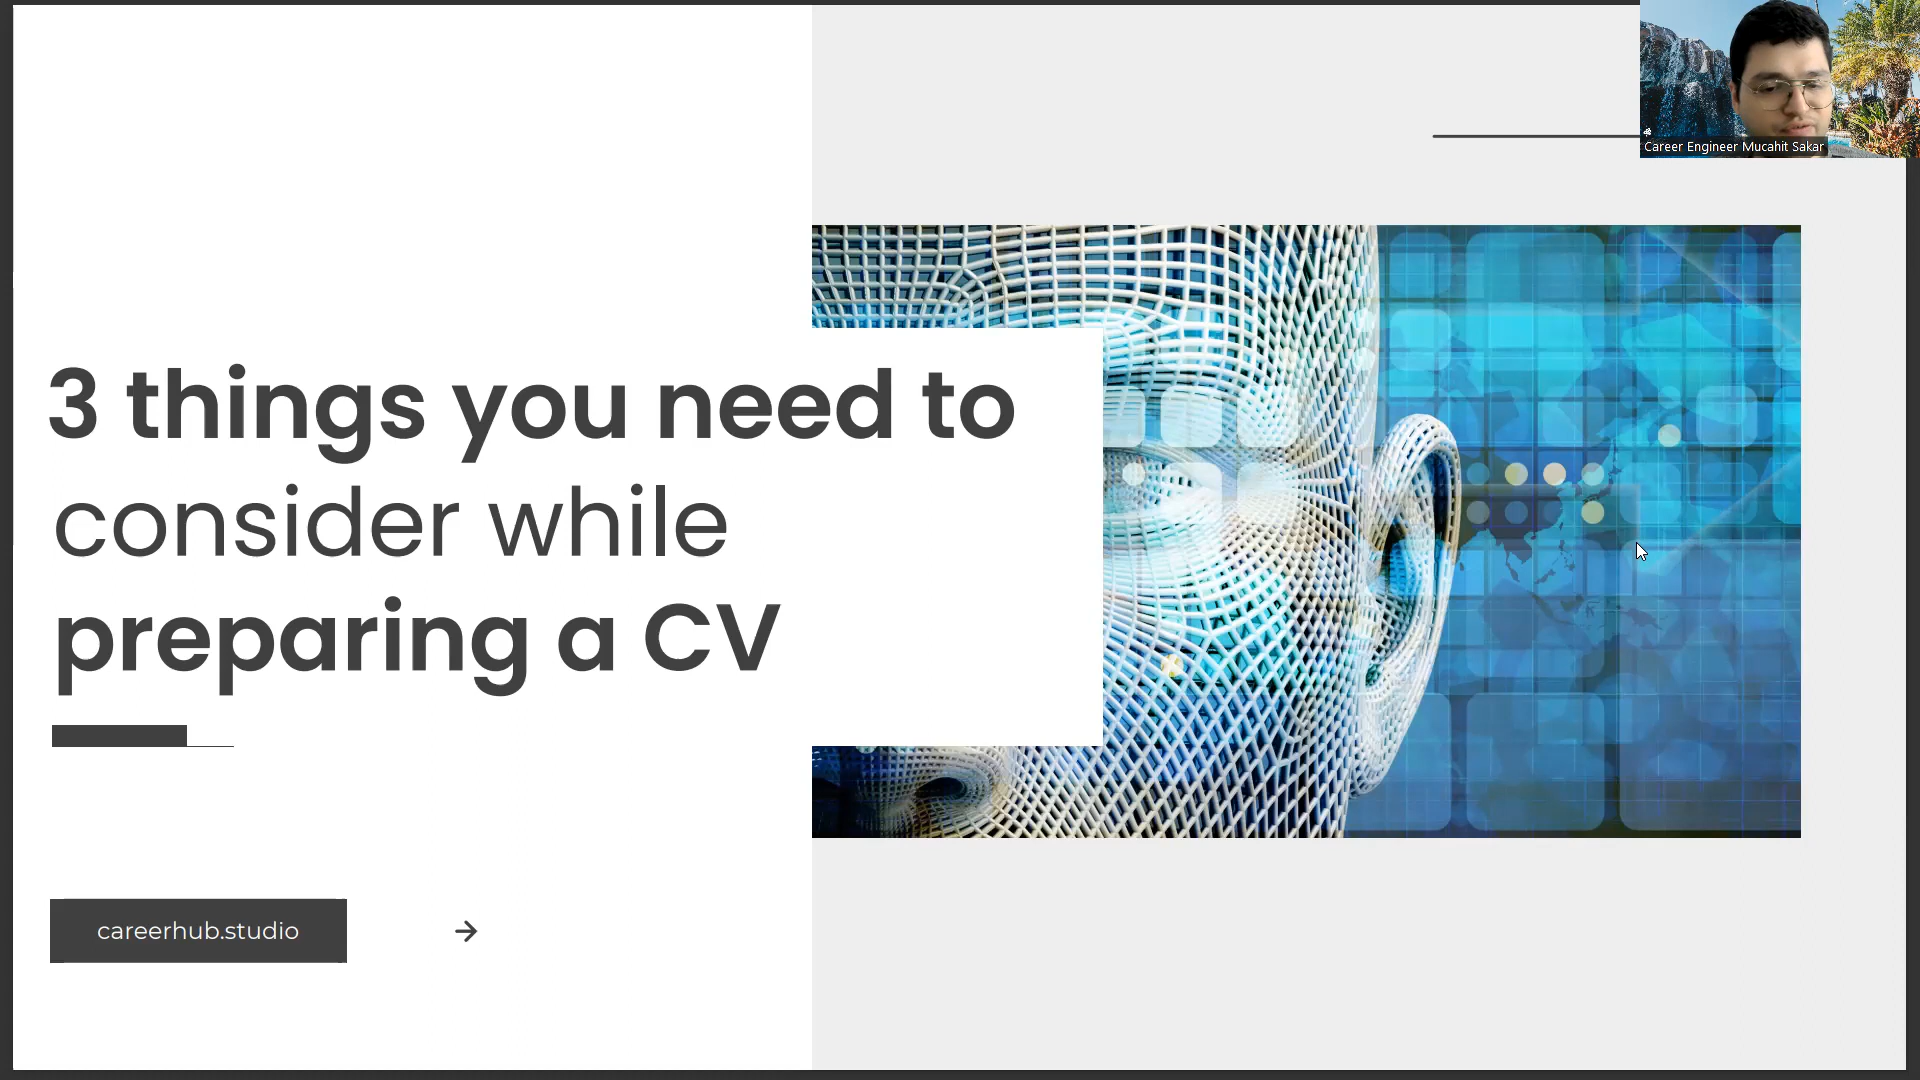 Career Engineer Mucahit Sakar
3 things you need to
consider while
preparing a CV
careerhub.studio